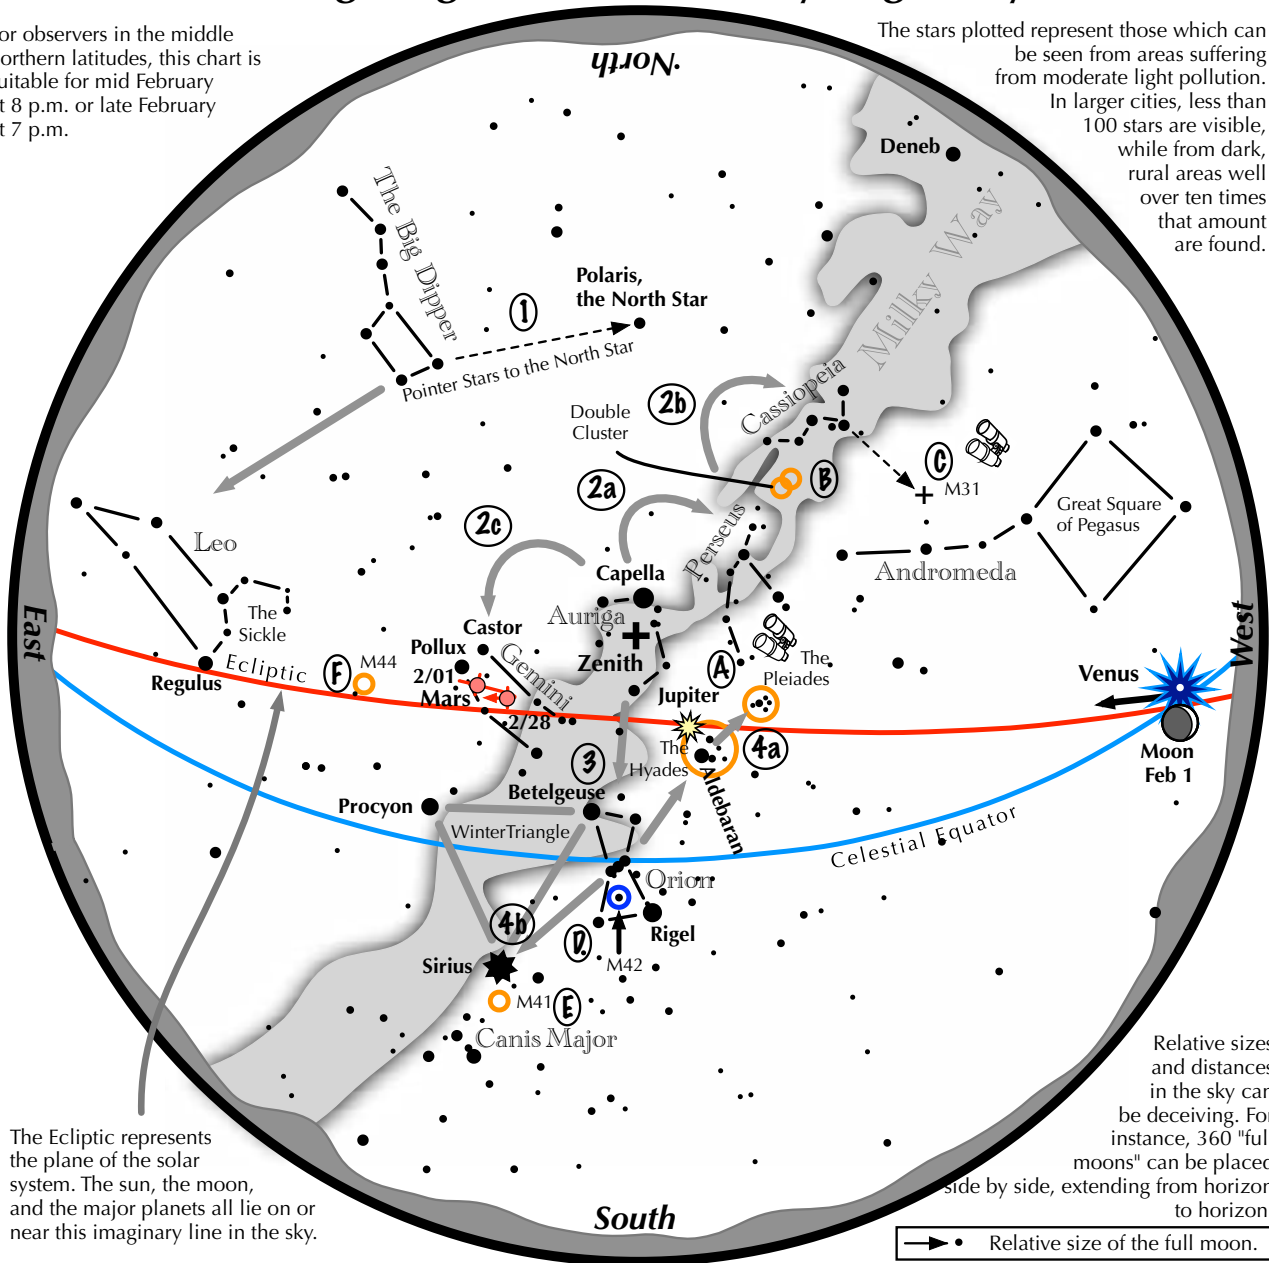 or observers in the middle
orthern latitudes, this chart is
uitable for mid February
t 8 p.m. or late February
t 7 p.m.
The stars plotted represent those which can
be seen from areas suffering
from moderate light pollution.
In larger cities, less than
100 stars are visible,
while from dark,
rural areas well
over ten times
that amount
are found.
North
Deneb
Milky Way
The Big Dipper
Polaris,
the North Star
1
Pointer Stars to the North Star
Cassiopeia
2b
Double
Cluster
2a
B
C
M31
Great Square
of Pegasus
2c
Perseus
Andromeda
Leo
The
Sickle
Capella
Auriga
Zenith
Castor
Pollux
Gemini
2/01
Mars
2/28
East
West
Ecliptic
Regulus
F
M44
A
The
Pleiades
Jupiter
4a
The
Hyades
Aldebaran
Venus
Moon
Feb 1
3
Betelgeuse
Procyon
WinterTriangle
Celestial Equator
Orion
4b
D.
Rigel
M42
Sirius
M41
E
Canis Major
The Ecliptic represents
the plane of the solar
system. The sun, the moon,
and the major planets all lie on or
near this imaginary line in the sky.
South
Relative sizes
and distances
in the sky can
be deceiving. For
instance, 360 "full
moons" can be placed
side by side, extending from horizon
to horizon.
Relative size of the full moon.